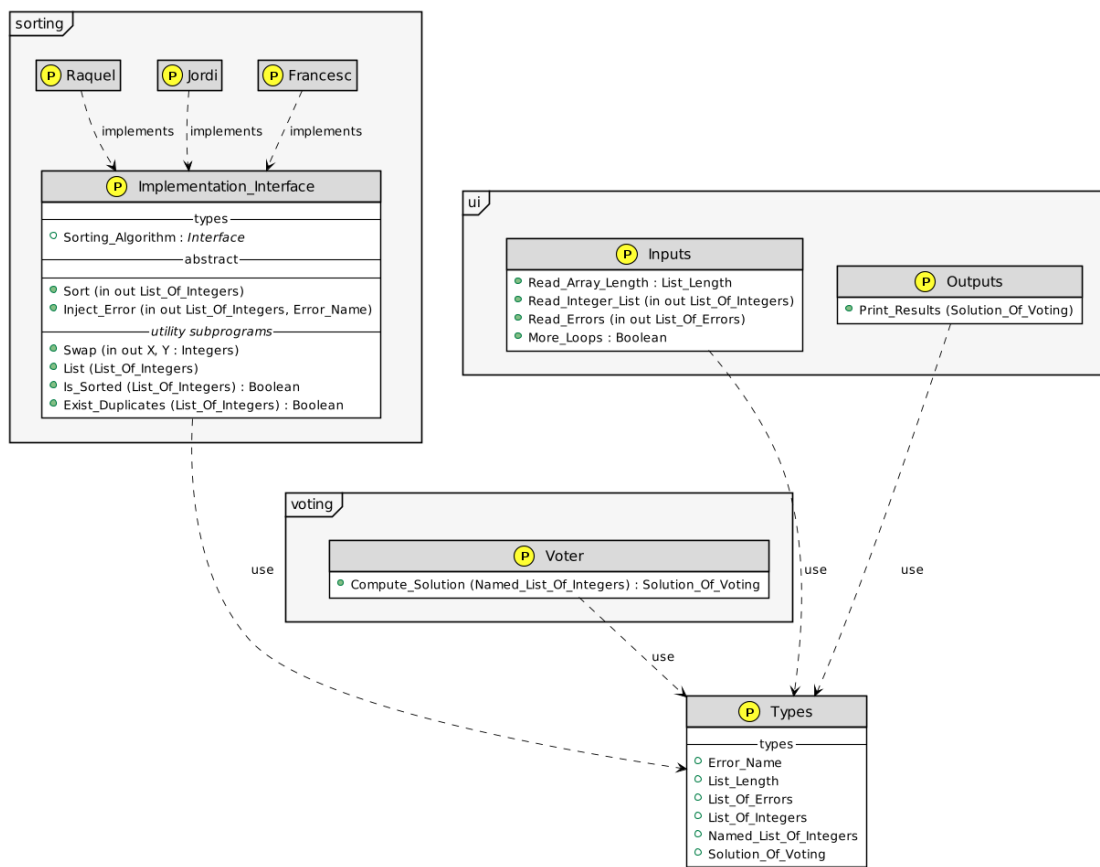 sorting
P Raquel
P Jordi
P Francesc
implements
implements
implements
P Implementation_Interface
types
Sorting_Algorithm : Interface
abstract
Sort (in out List_Of_Integers)
Inject_Error (in out List_Of_Integers, Error_Name)
utility subprograms
Swap (in out X, Y : Integers)
List (List_Of_Integers)
Is_Sorted (List_Of_Integers) : Boolean
Exist_Duplicates (List_Of_Integers) : Boolean
ui
P Inputs
Read_Array_Length : List_Length
Read_Integer_List (in out List_Of_Integers)
Read_Errors (in out List_Of_Errors)
More_Loops : Boolean
P Outputs
Print_Results (Solution_Of_Voting)
voting
P Voter
Compute_Solution (Named_List_Of_Integers) : Solution_Of_Voting
use
use
use
use
P Types
types
Error_Name
List_Length
List_Of_Errors
List_Of_Integers
Named_List_Of_Integers
Solution_Of_Voting